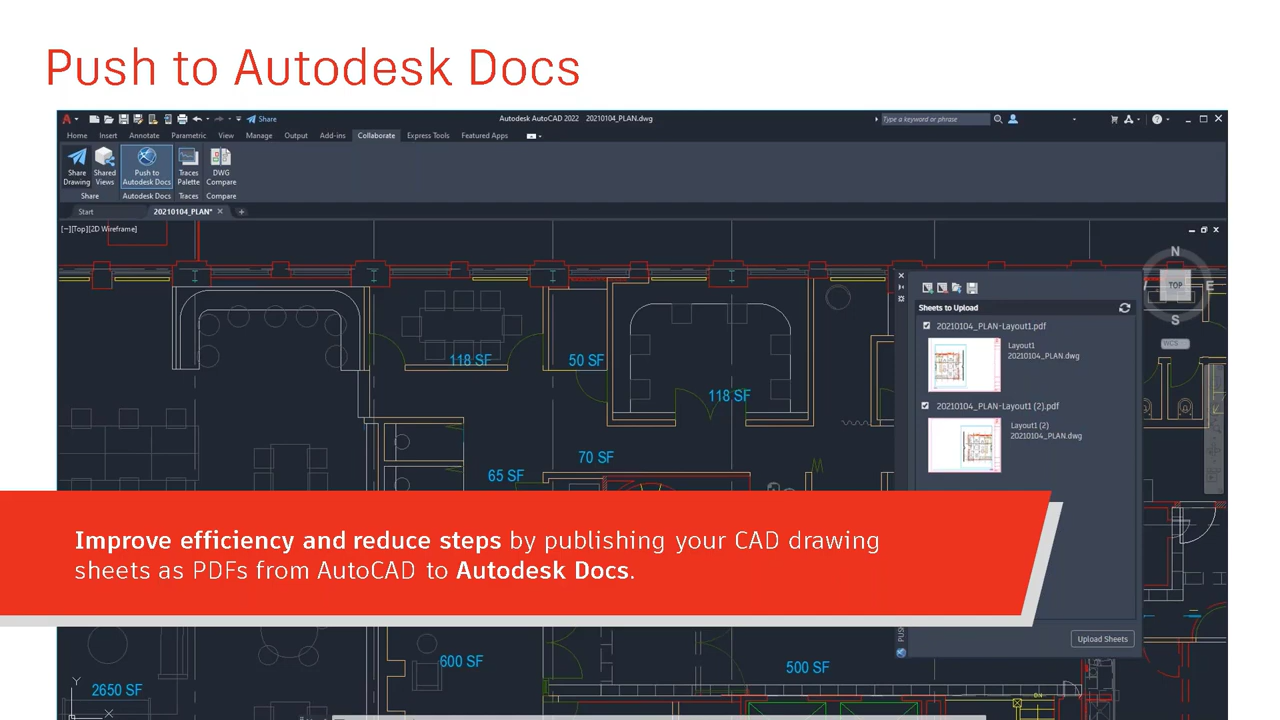 Push to Autodesk Docs
Share
Autodesk AutoCAD 2022 20210104_PLAN.dwg
Type a keyword or phrase
Home Insert Annotate Parametric View Manage Output Add-ins Collaborate Express Tools Featured Apps
Share Drawing
Shared Views
Push to Autodesk Docs
Traces Palette
DWG Compare
Share Autodesk Docs Traces Compare
Start 20210104_PLAN*
[−][Top][2D Wireframe]
N
TOP
E
S
WCS
Sheets to Upload
20210104_PLAN-Layout1.pdf
Layout1
20210104_PLAN.dwg
20210104_PLAN-Layout1 (2).pdf
Layout1 (2)
20210104_PLAN.dwg
118 SF
50 SF
118 SF
70 SF
65 SF
Improve efficiency and reduce steps by publishing your CAD drawing
sheets as PDFs from AutoCAD to Autodesk Docs.
Upload Sheets
600 SF
500 SF
2650 SF
Y
X